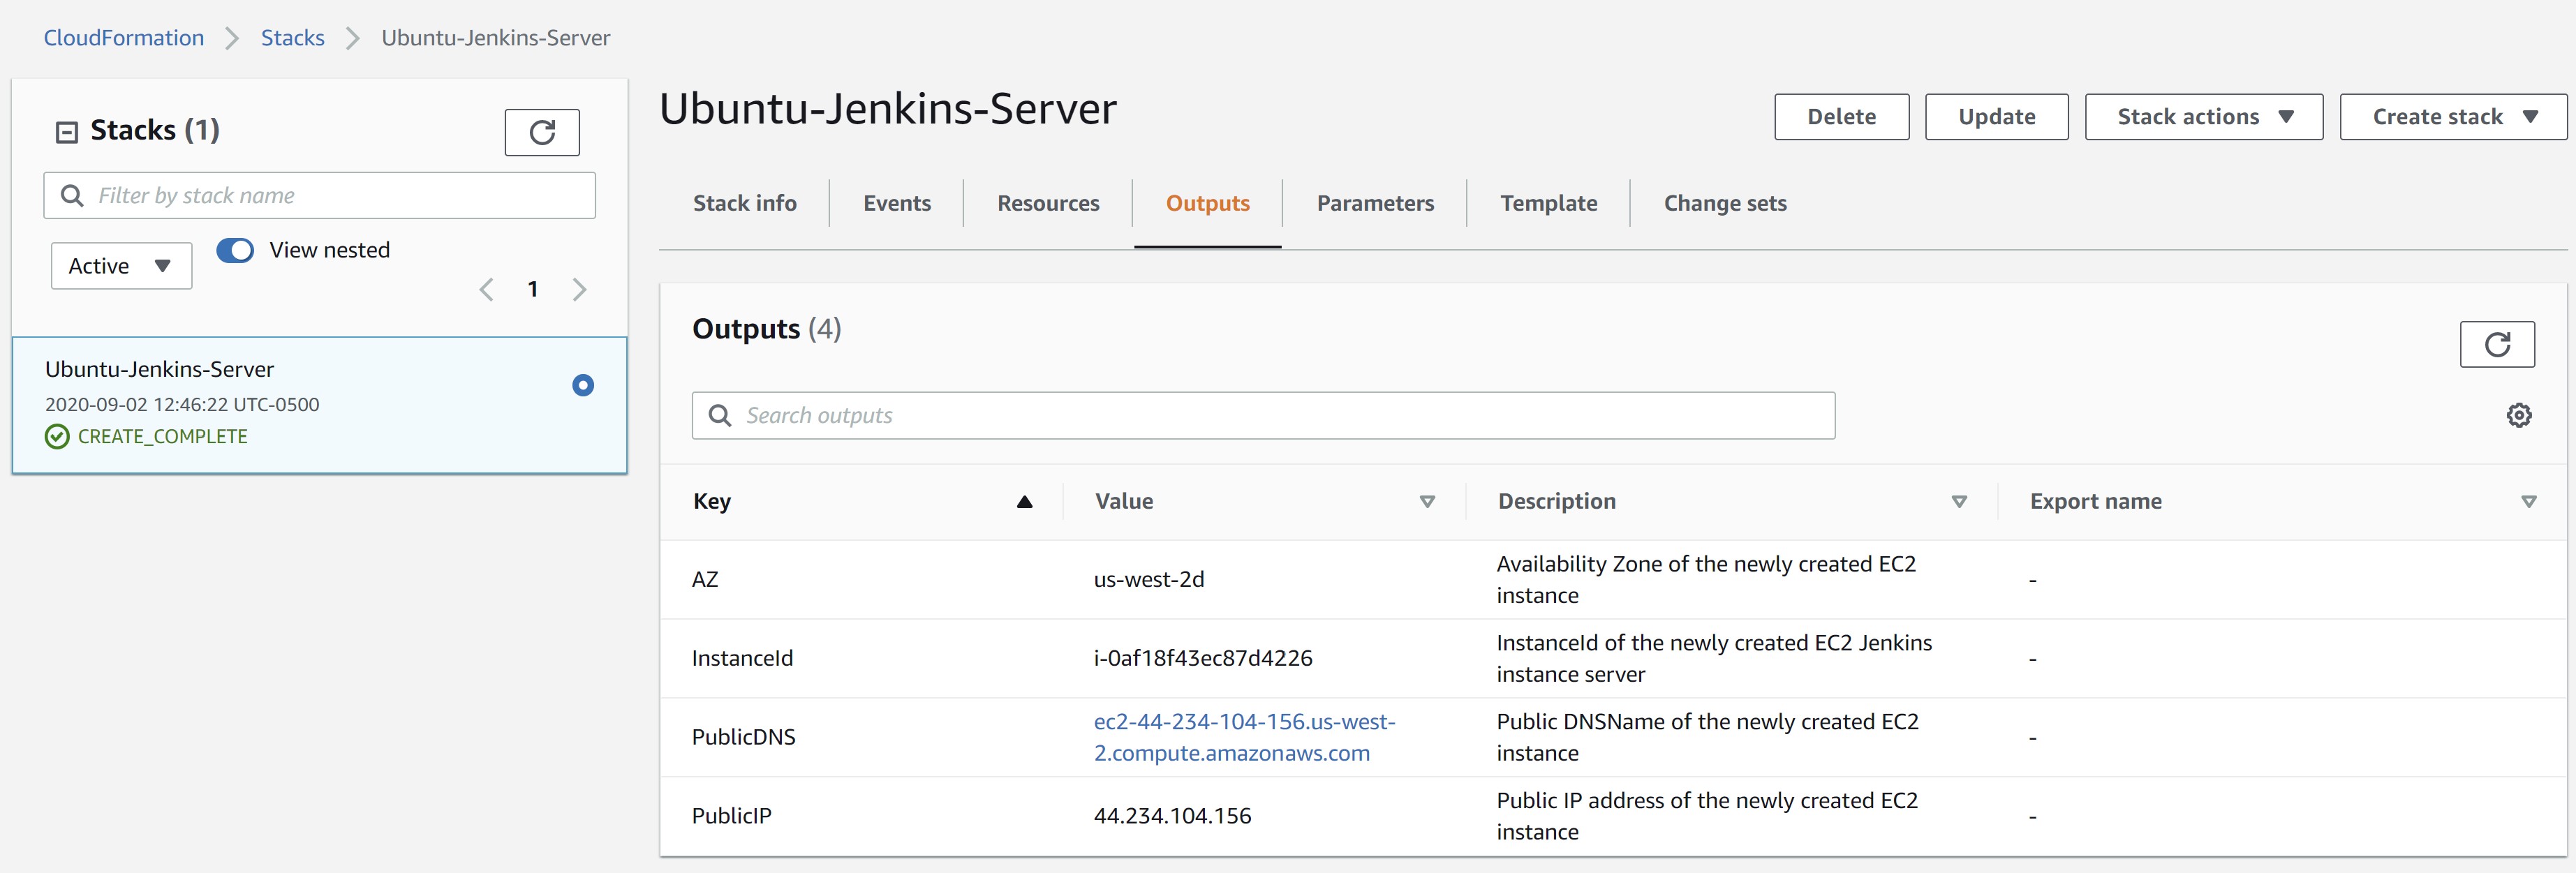 CloudFormation > Stacks > Ubuntu-Jenkins-Server
Stacks (1)
Filter by stack name
Active
View nested
1
Ubuntu-Jenkins-Server
2020-09-02 12:46:22 UTC-0500
CREATE_COMPLETE
Ubuntu-Jenkins-Server
Delete Update Stack actions Create stack
Stack info Events Resources Outputs Parameters Template Change sets
Outputs (4)
Search outputs
Key Value Description Export name
AZ us-west-2d Availability Zone of the newly created EC2
instance -
InstanceId i-0af18f43ec87d4226 InstanceId of the newly created EC2 Jenkins
instance server -
PublicDNS ec2-44-234-104-156.us-west-
2.compute.amazonaws.com Public DNSName of the newly created EC2
instance -
PublicIP 44.234.104.156 Public IP address of the newly created EC2
instance -